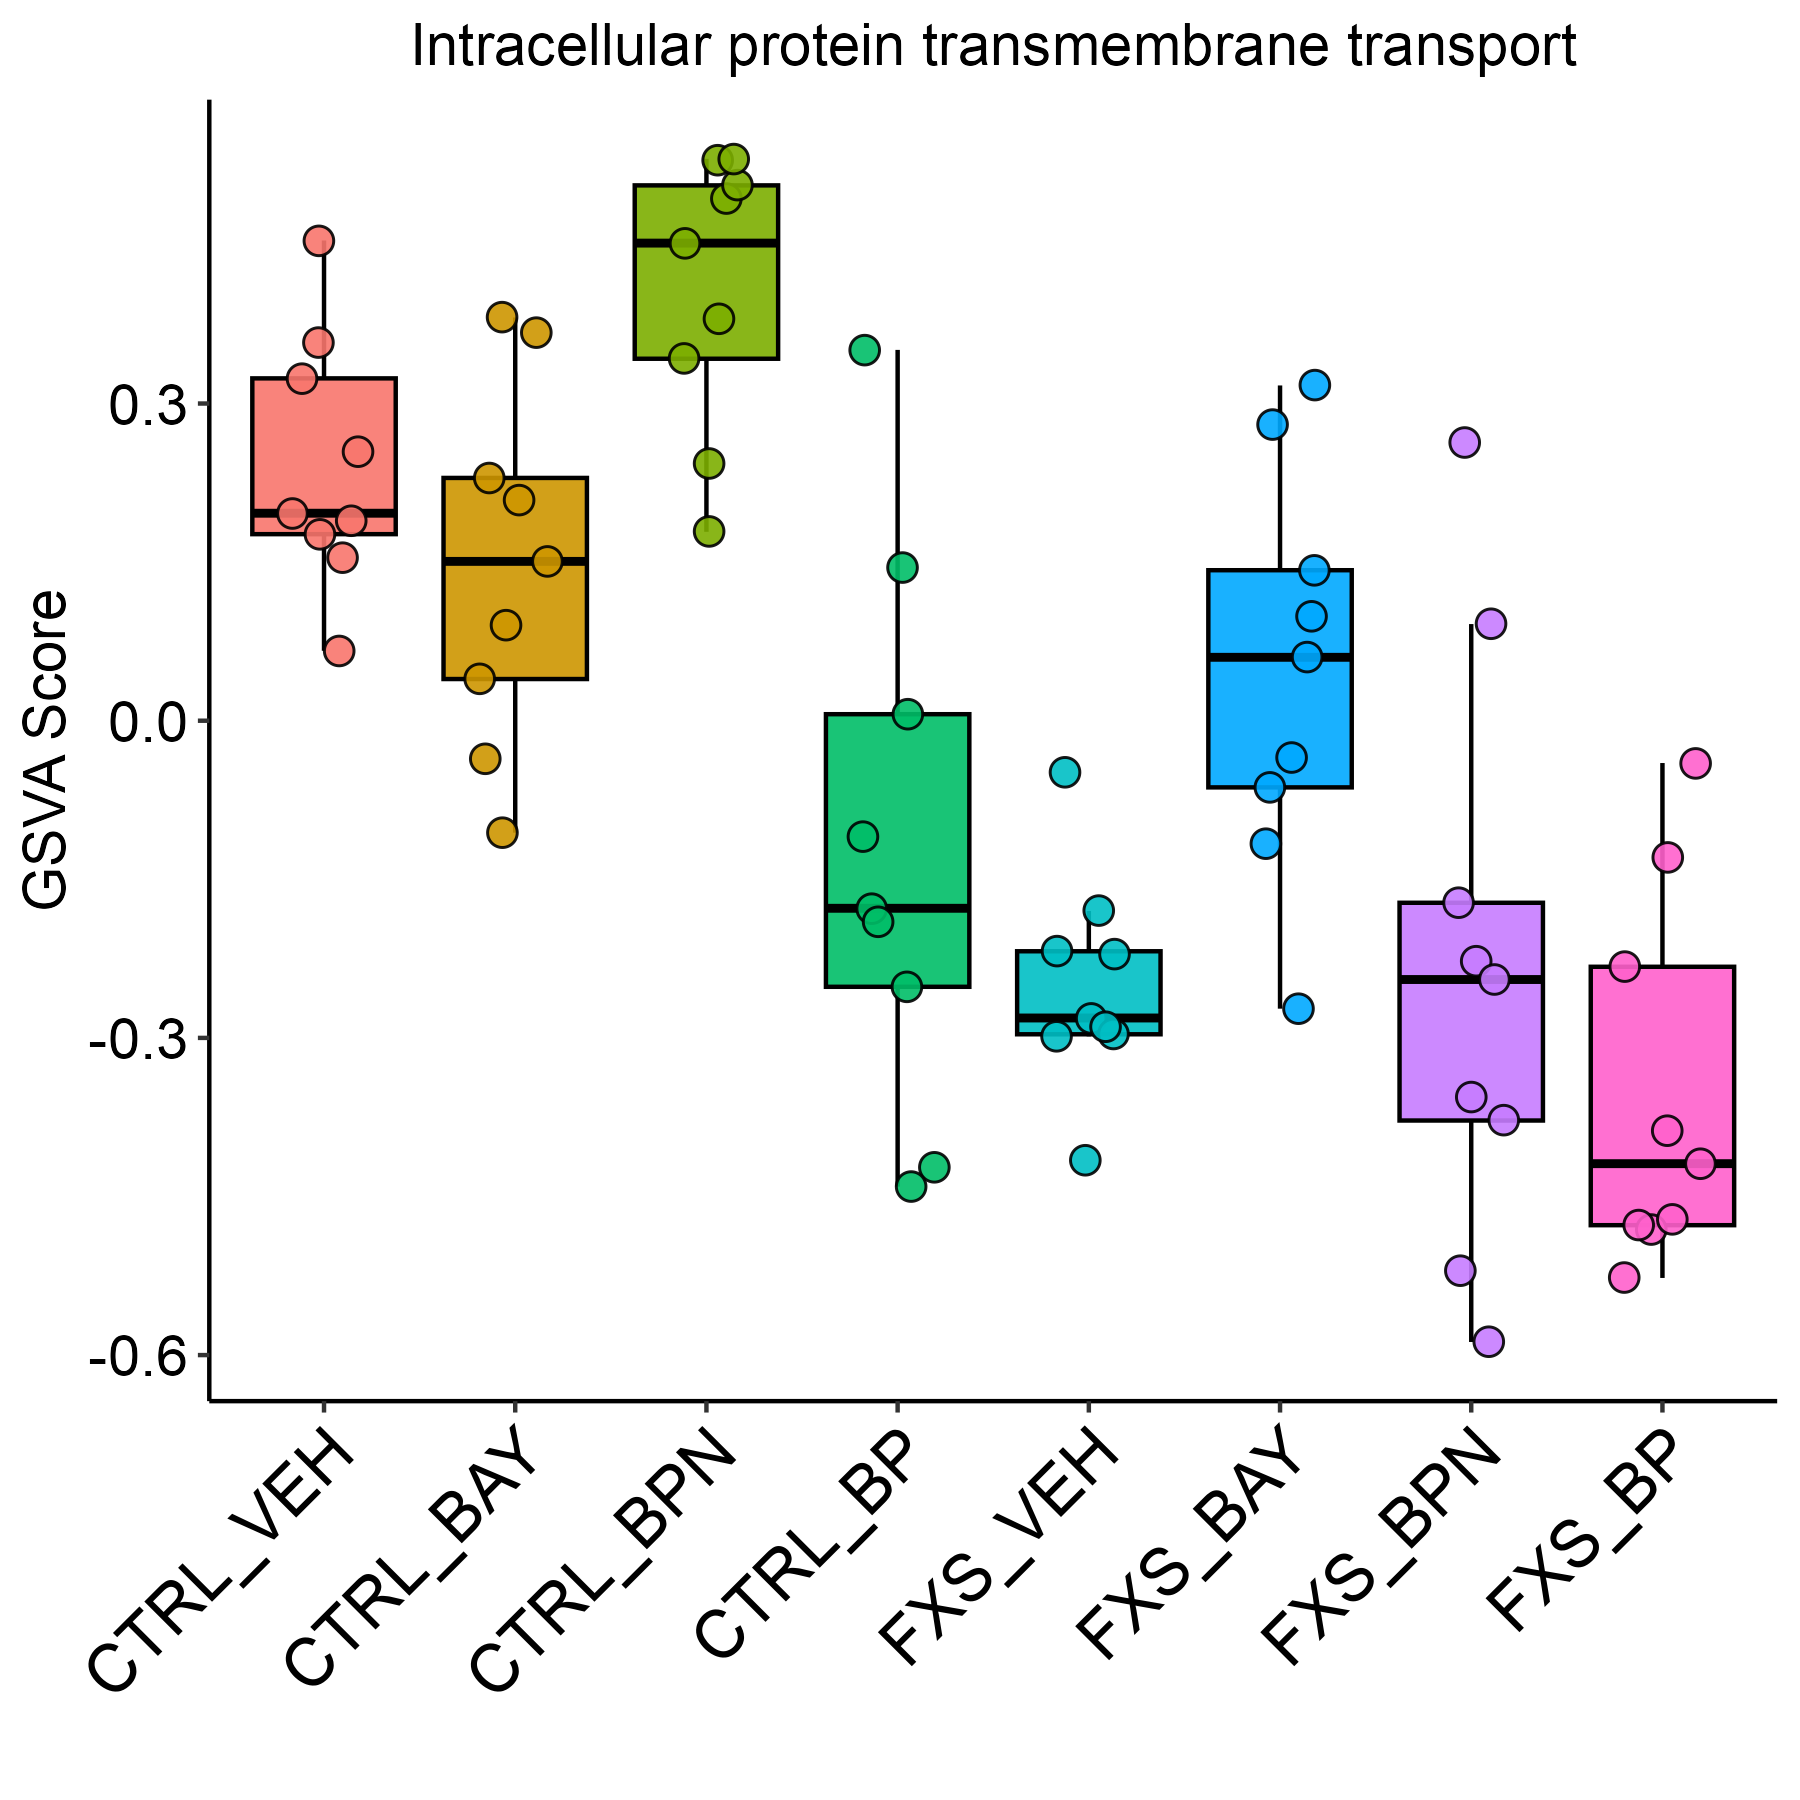 Intracellular protein transmembrane transport
GSVA Score
0.3
0.0
-0.3
-0.6
CTRL_VEH
CTRL_BAY
CTRL_BPN
CTRL_BP
FXS_VEH
FXS_BAY
FXS_BPN
FXS_BP